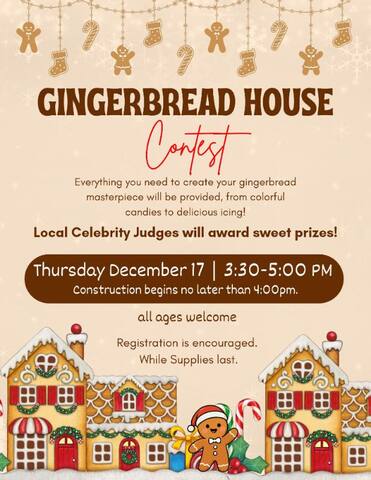 GINGERBREAD HOUSE
Contest
Everything you need to create your gingerbread
masterpiece will be provided, from colorful
candies to delicious icing!
Local Celebrity Judges will award sweet prizes!
Thursday December 17 | 3:30-5:00 PM
Construction begins no later than 4:00pm.
all ages welcome
Registration is encouraged.
While Supplies last.